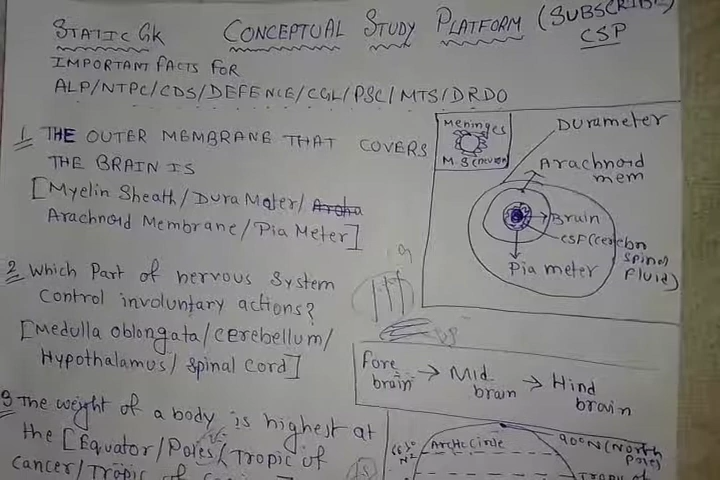 STATIC GK CONCEPTUAL STUDY PLATFORM (SUBSCRIBE)
CSP
IMPORTANT FACTS FOR
ALP/NTPC/CDS/DEFENCE/CGL/PSC/MTS/DRDO
1 THE OUTER MEMBRANE THAT COVERS
THE BRAIN IS
[Myelin Sheath/Dura Mater/
Arachnoid Membrane/Pia Meter]
Meninges
Durameter
Arachnoid
mem
Brain
CSF (Cerebro
Spinal
Fluid)
Pia meter
2 Which Part of nervous System
Control involuntary actions?
[Medulla oblongata/cerebellum/
Hypothalamus/Spinal cord]
Fore
brain → Mid
brain → Hind
brain
3 The weight of a body is highest at
the [Equator/Poles/Tropic of
cancer/Tropic of
Arctic Circle
90°N (North
Pole)
Tropic of